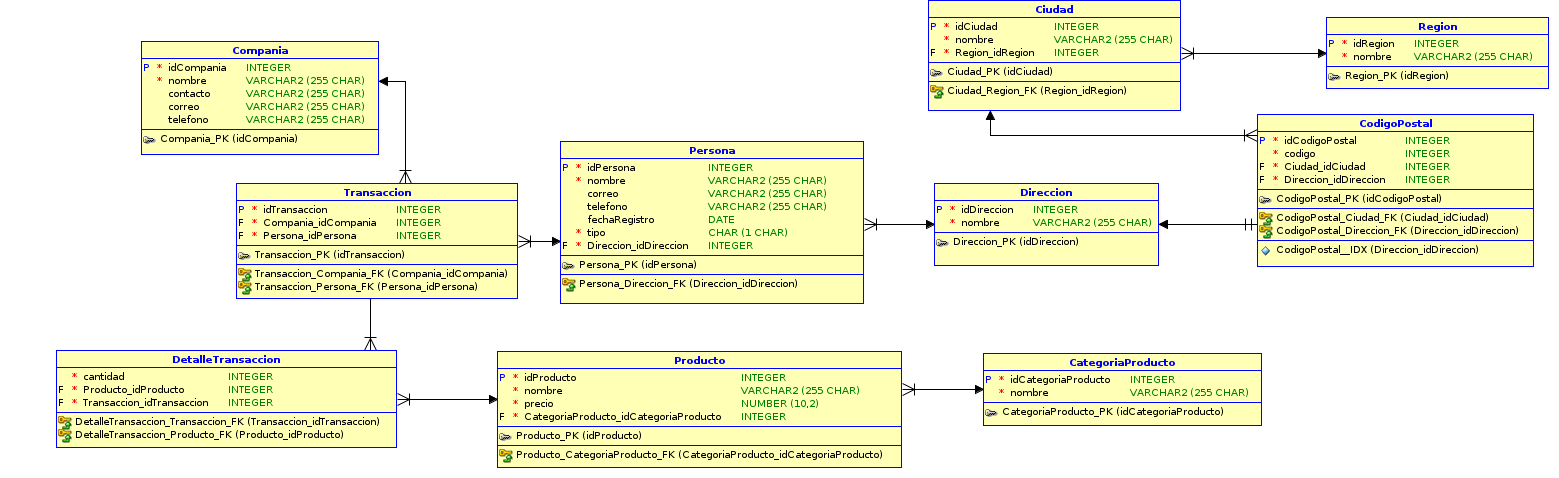 Compania
P * idCompania INTEGER
* nombre VARCHAR2 (255 CHAR)
contacto VARCHAR2 (255 CHAR)
correo VARCHAR2 (255 CHAR)
telefono VARCHAR2 (255 CHAR)
Compania_PK (idCompania)
Ciudad
P * idCiudad INTEGER
* nombre VARCHAR2 (255 CHAR)
F * Region_idRegion INTEGER
Ciudad_PK (idCiudad)
Ciudad_Region_FK (Region_idRegion)
Region
P * idRegion INTEGER
* nombre VARCHAR2 (255 CHAR)
Region_PK (idRegion)
Transaccion
P * idTransaccion INTEGER
F * Compania_idCompania INTEGER
F * Persona_idPersona INTEGER
Transaccion_PK (idTransaccion)
Transaccion_Compania_FK (Compania_idCompania)
Transaccion_Persona_FK (Persona_idPersona)
Persona
P * idPersona INTEGER
* nombre VARCHAR2 (255 CHAR)
correo VARCHAR2 (255 CHAR)
telefono VARCHAR2 (255 CHAR)
fechaRegistro DATE
* tipo CHAR (1 CHAR)
F * Direccion_idDireccion INTEGER
Persona_PK (idPersona)
Persona_Direccion_FK (Direccion_idDireccion)
Direccion
P * idDireccion INTEGER
* nombre VARCHAR2 (255 CHAR)
Direccion_PK (idDireccion)
CodigoPostal
P * idCodigoPostal INTEGER
* codigo INTEGER
F * Ciudad_idCiudad INTEGER
F * Direccion_idDireccion INTEGER
CodigoPostal_PK (idCodigoPostal)
CodigoPostal_Ciudad_FK (Ciudad_idCiudad)
CodigoPostal_Direccion_FK (Direccion_idDireccion)
CodigoPostal__IDX (Direccion_idDireccion)
DetalleTransaccion
* cantidad INTEGER
F * Producto_idProducto INTEGER
F * Transaccion_idTransaccion INTEGER
DetalleTransaccion_Transaccion_FK (Transaccion_idTransaccion)
DetalleTransaccion_Producto_FK (Producto_idProducto)
Producto
P * idProducto INTEGER
* nombre VARCHAR2 (255 CHAR)
* precio NUMBER (10,2)
F * CategoriaProducto_idCategoriaProducto INTEGER
Producto_PK (idProducto)
Producto_CategoriaProducto_FK (CategoriaProducto_idCategoriaProducto)
CategoriaProducto
P * idCategoriaProducto INTEGER
* nombre VARCHAR2 (255 CHAR)
CategoriaProducto_PK (idCategoriaProducto)